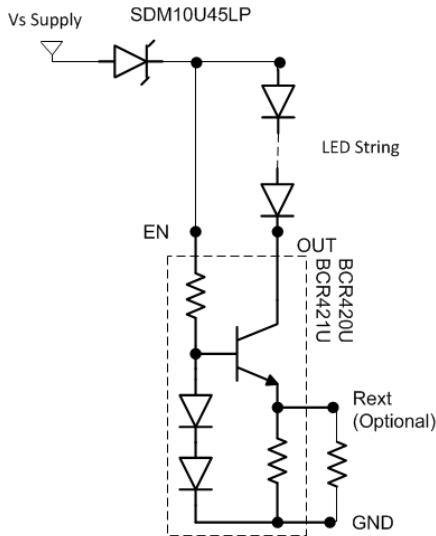 SDM10U45LP
Vs Supply
LED String
EN
OUT
BCR420U
BCR421U
Rext
(Optional)
GND